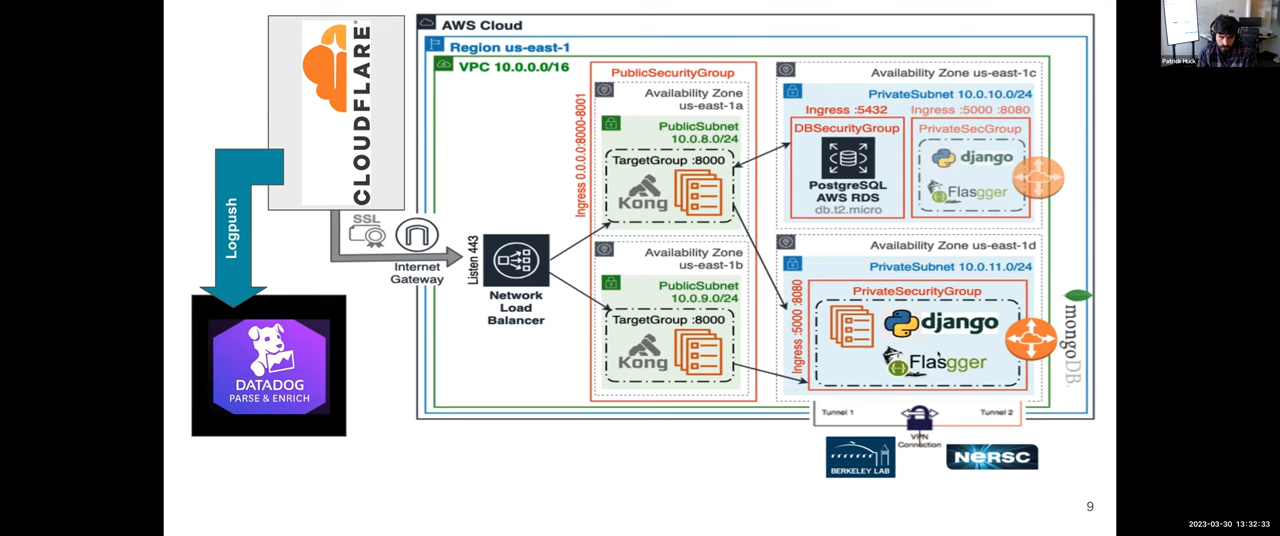 CLOUDFLARE
Logpush
SSL
Internet
Gateway
DATADOG
PARSE & ENRICH
AWS Cloud
Region us-east-1
VPC 10.0.0.0/16
Listen 443
Network
Load
Balancer
PublicSecurityGroup
Ingress 0.0.0.0:8000-8001
Availability Zone
us-east-1a
PublicSubnet
10.0.8.0/24
TargetGroup :8000
Kong
Availability Zone
us-east-1b
PublicSubnet
10.0.9.0/24
TargetGroup :8000
Kong
Availability Zone us-east-1c
PrivateSubnet 10.0.10.0/24
Ingress :5432
Ingress :5000 :8080
DBSecurityGroup
PostgreSQL
AWS RDS
db.t2.micro
PrivateSecGroup
django
Flasgger
Availability Zone us-east-1d
PrivateSubnet 10.0.11.0/24
PrivateSecurityGroup
Ingress :5000 :8080
django
Flasgger
mongoDB.
Tunnel 1
Tunnel 2
VPN
Connection
BERKELEY LAB
NERSC
9
Patrick Huck
2023-03-30 13:32:33